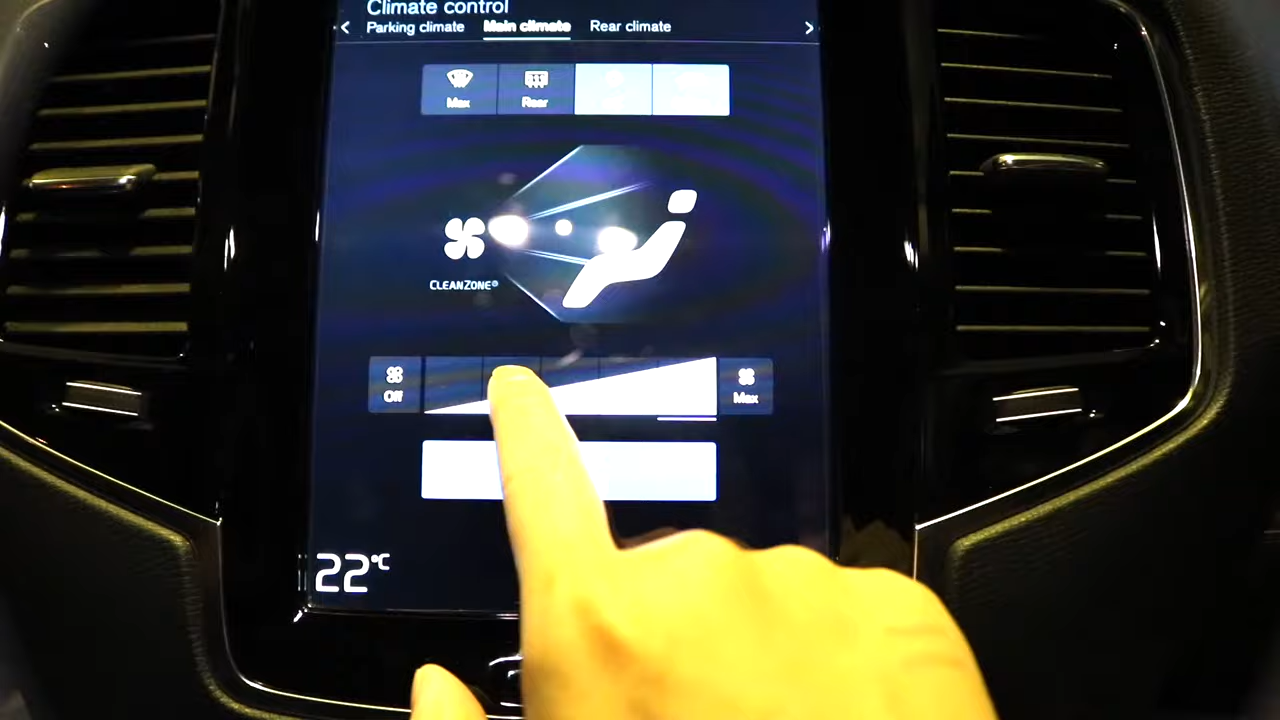 Climate control
Parking climate Main climate Rear climate
Max Rear
CLEANZONE®
Off Max
22°C